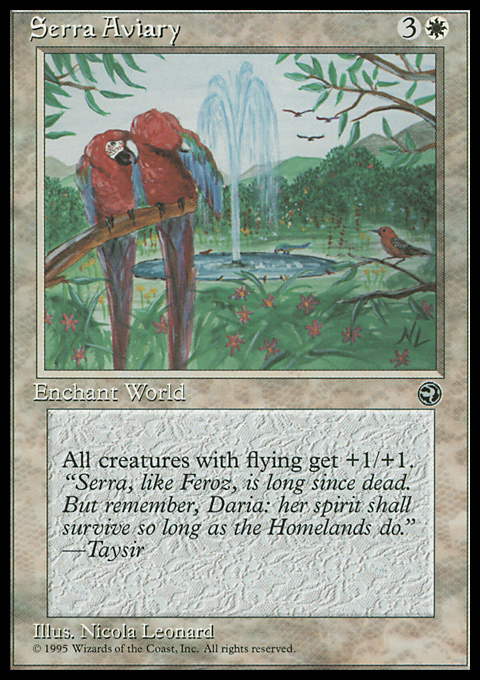 Serra Aviary 3
NL
Enchant World
All creatures with flying get +1/+1.
“Serra, like Feroz, is long since dead.
But remember, Daria: her spirit shall
survive so long as the Homelands do.”
—Taysir
Illus. Nicola Leonard
© 1995 Wizards of the Coast, Inc. All rights reserved.